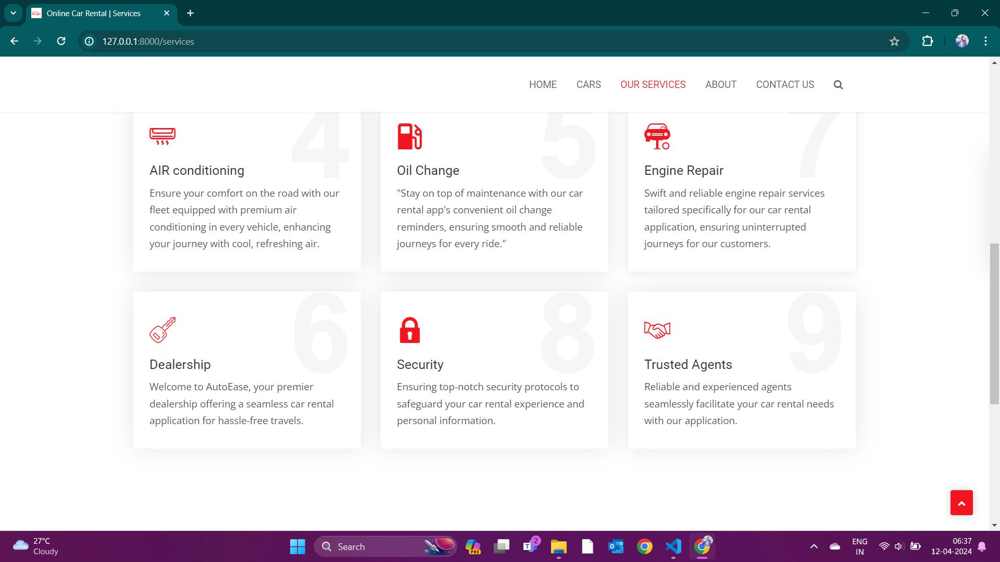 Online Car Rental | Services
127.0.0.1:8000/services
HOME CARS OUR SERVICES ABOUT CONTACT US
4
AIR conditioning
Ensure your comfort on the road with our
fleet equipped with premium air
conditioning in every vehicle, enhancing
your journey with cool, refreshing air.
5
Oil Change
"Stay on top of maintenance with our car
rental app's convenient oil change
reminders, ensuring smooth and reliable
journeys for every ride."
7
Engine Repair
Swift and reliable engine repair services
tailored specifically for our car rental
application, ensuring uninterrupted
journeys for our customers.
6
Dealership
Welcome to AutoEase, your premier
dealership offering a seamless car rental
application for hassle-free travels.
8
Security
Ensuring top-notch security protocols to
safeguard your car rental experience and
personal information.
9
Trusted Agents
Reliable and experienced agents
seamlessly facilitate your car rental needs
with our application.
27°C
Cloudy
Search
PRE
T
2
ENG
IN
06:37
12-04-2024